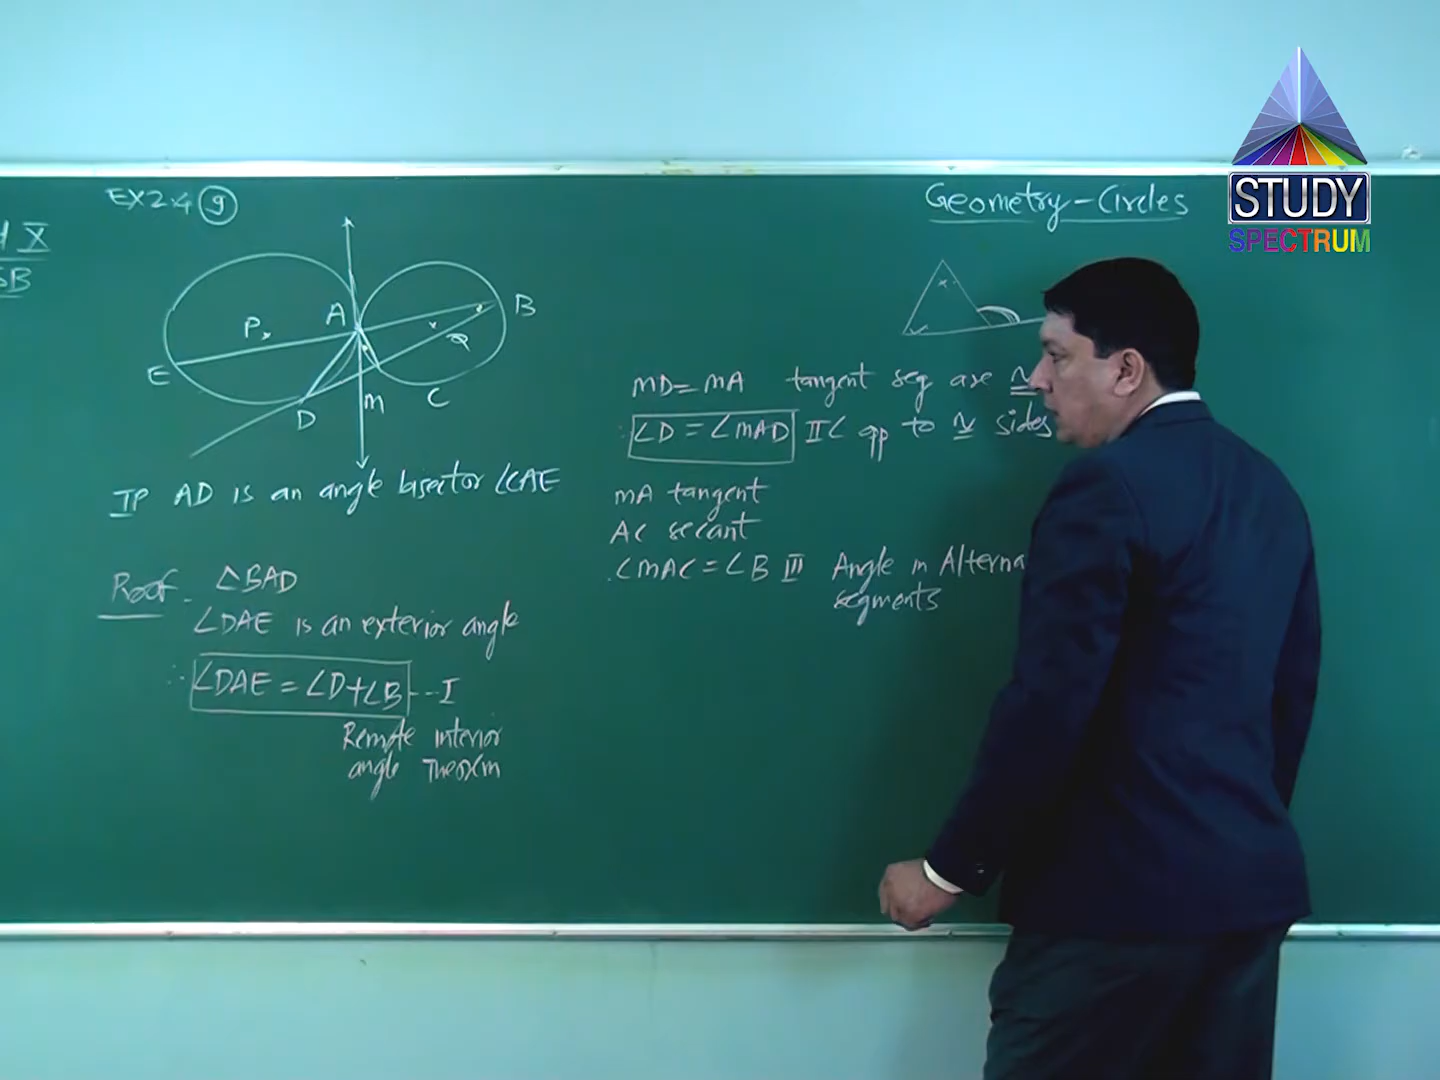 EX2.4 9
X
SB
Geometry-Circles
STUDY
SPECTRUM
A
B
P
Q
E
D
M
C
TP AD is an angle bisector ∠CAE
Proof - △BAD
∠DAE is an exterior angle
∴ ∠DAE = ∠D+∠B --- I
Remote interior
angle Theorem
MD=MA tangent seg are ≅
∴ ∠D = ∠MAD II ∠ opp to ≅ sides
MA tangent
AC secant
∠MAC = ∠B III Angle in Alterna
segments